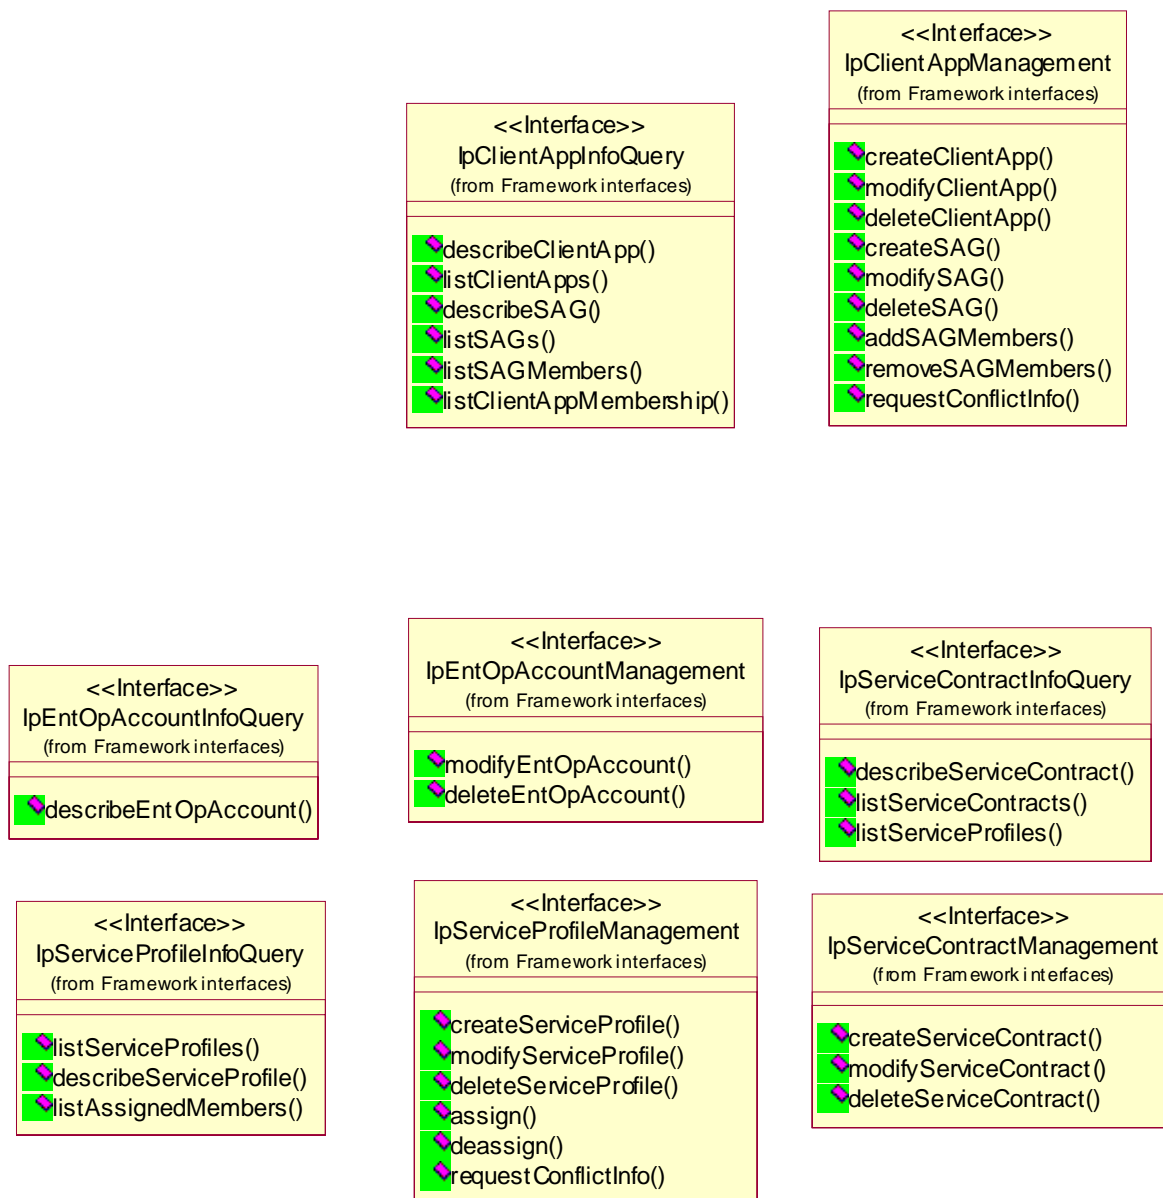 <<Interface>>
IpClientAppManagement
(from Framework interfaces)
createClientApp()
modifyClientApp()
deleteClientApp()
createSAG()
modifySAG()
deleteSAG()
addSAGMembers()
removeSAGMembers()
requestConflictInfo()
<<Interface>>
IpClientAppInfoQuery
(from Framework interfaces)
describeClientApp()
listClientApps()
describeSAG()
listSAGs()
listSAGMembers()
listClientAppMembership()
<<Interface>>
IpEntOpAccountInfoQuery
(from Framework interfaces)
describeEntOpAccount()
<<Interface>>
IpEntOpAccountManagement
(from Framework interfaces)
modifyEntOpAccount()
deleteEntOpAccount()
<<Interface>>
IpServiceContractInfoQuery
(from Framework interfaces)
describeServiceContract()
listServiceContracts()
listServiceProfiles()
<<Interface>>
IpServiceProfileInfoQuery
(from Framework interfaces)
listServiceProfiles()
describeServiceProfile()
listAssignedMembers()
<<Interface>>
IpServiceProfileManagement
(from Framework interfaces)
createServiceProfile()
modifyServiceProfile()
deleteServiceProfile()
assign()
deassign()
requestConflictInfo()
<<Interface>>
IpServiceContractManagement
(from Framework interfaces)
createServiceContract()
modifyServiceContract()
deleteServiceContract()